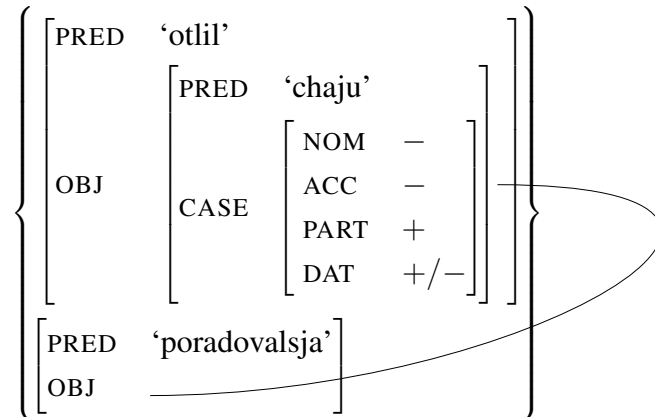 PRED ‘otlil’
PRED ‘chaju’
NOM −
OBJ ACC −
CASE
PART +
DAT +/−
PRED ‘poradovalsja’
OBJ